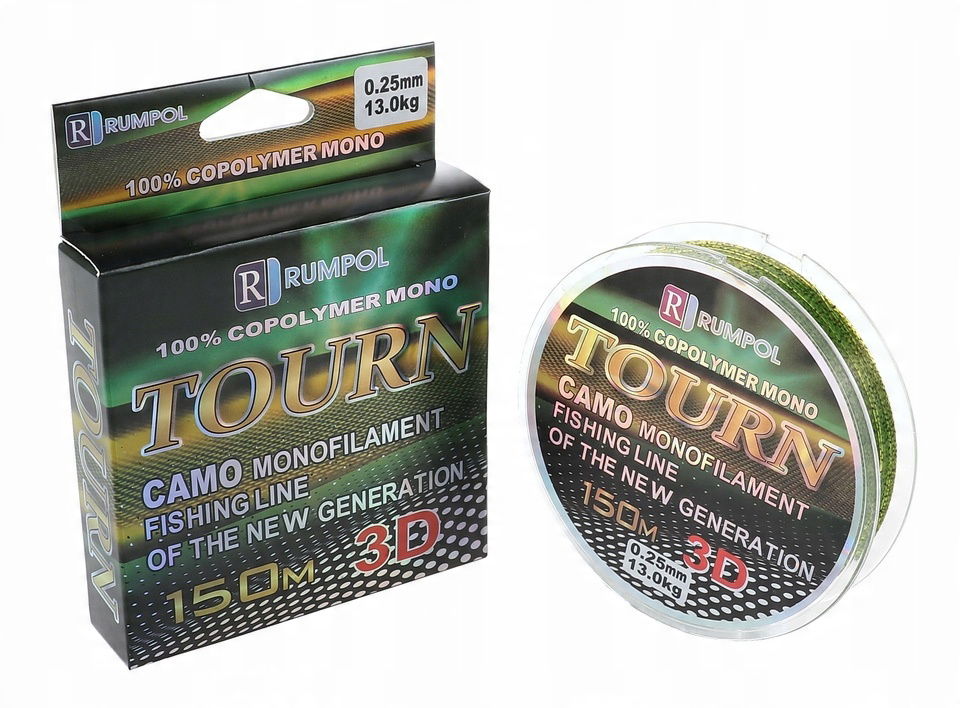 R RUMPOL
0.25mm
13.0kg
100% COPOLYMER MONO
R RUMPOL
100% COPOLYMER MONO
TOURN
CAMO MONOFILAMENT
FISHING LINE
OF THE NEW GENERATION
150M
3D
TOURN
R RUMPOL
100% COPOLYMER MONO
TOURN
CAMO MONOFILAMENT
FISHING LINE
OF THE NEW GENERATION
150M
3D
0.25mm
13.0kg